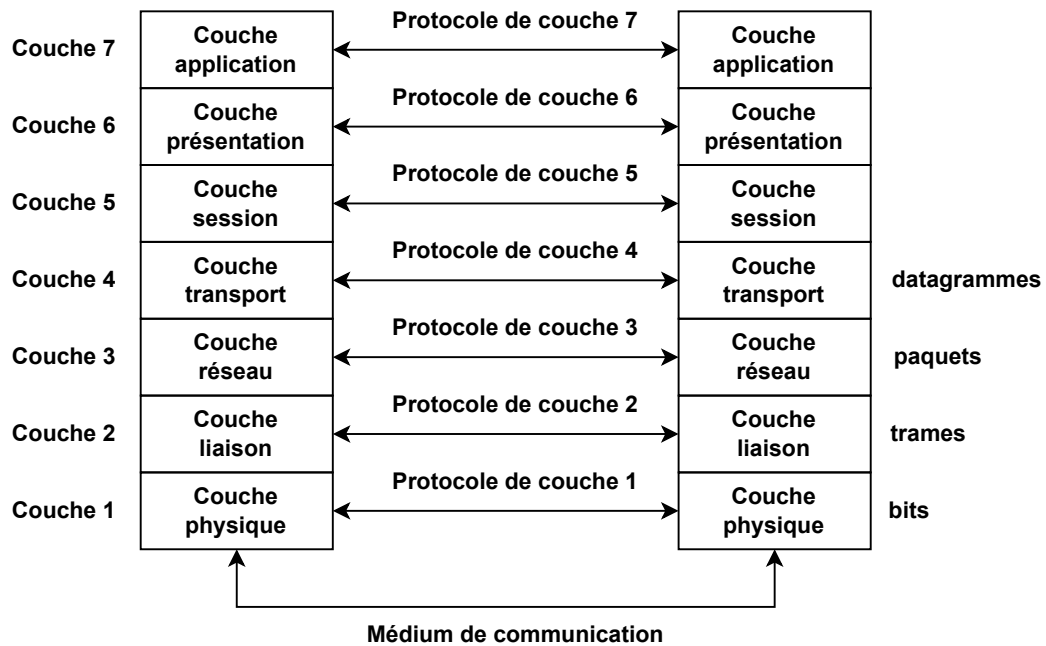 Protocole de couche 7
Couche 7
Couche
application
Couche
application
Protocole de couche 6
Couche 6
Couche
présentation
Couche
présentation
Protocole de couche 5
Couche 5
Couche
session
Couche
session
Protocole de couche 4
Couche 4
Couche
transport
Couche
transport
datagrammes
Protocole de couche 3
Couche 3
Couche
réseau
Couche
réseau
paquets
Protocole de couche 2
Couche 2
Couche
liaison
Couche
liaison
trames
Protocole de couche 1
Couche 1
Couche
physique
Couche
physique
bits
Médium de communication